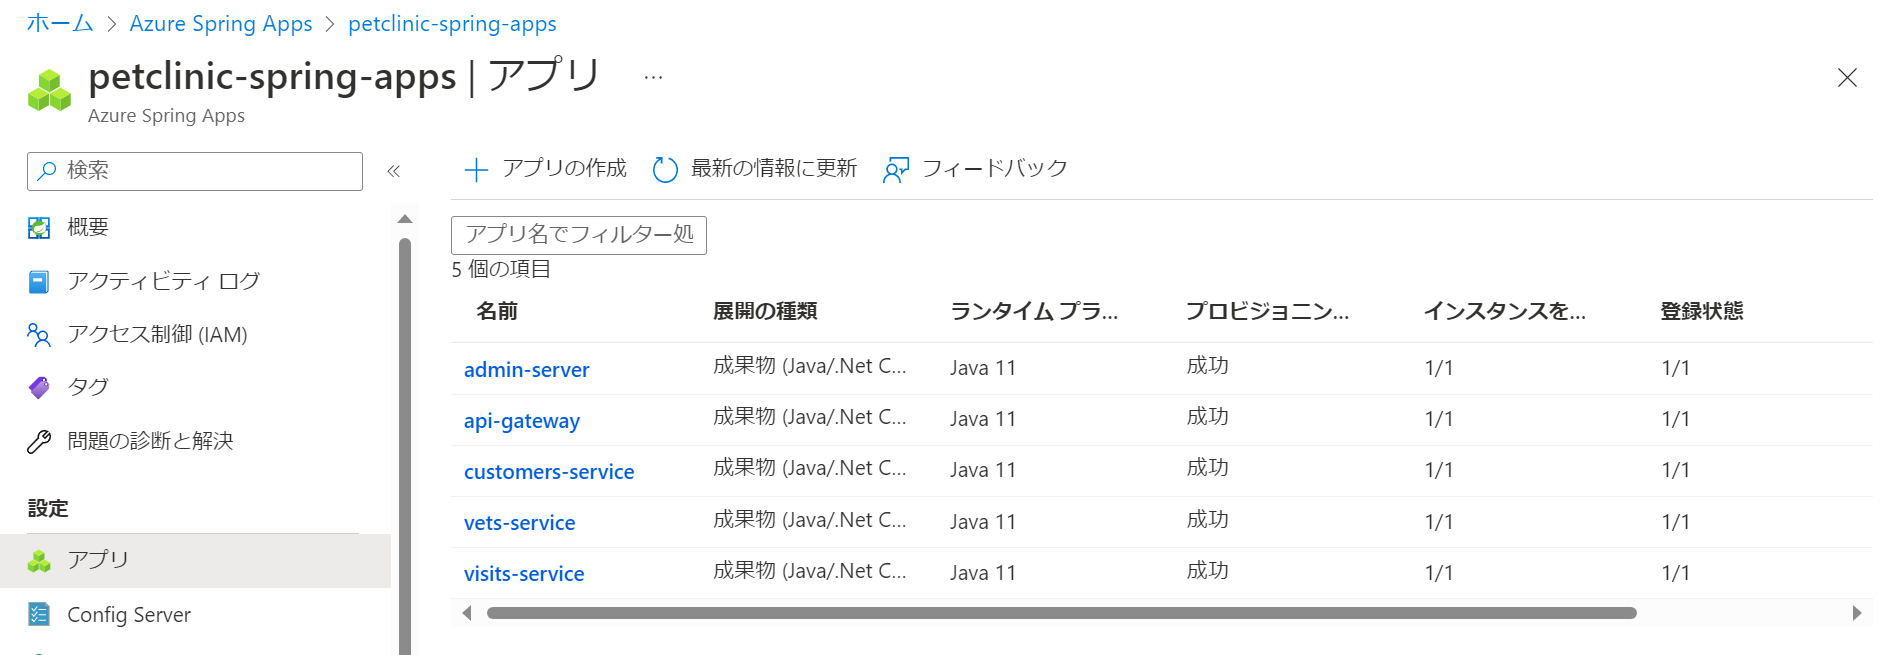 ホーム > Azure Spring Apps > petclinic-spring-apps
petclinic-spring-apps | アプリ ...
Azure Spring Apps
検索 «
アプリの作成 最新の情報に更新 フィードバック
概要
アクティビティ ログ
アクセス制御 (IAM)
タグ
問題の診断と解決
設定
アプリ
Config Server
アプリ名でフィルター処
5 個の項目
名前 展開の種類 ランタイム プラ... プロビジョニン... インスタンスを... 登録状態
admin-server 成果物 (Java/.Net C... Java 11 成功 1/1 1/1
api-gateway 成果物 (Java/.Net C... Java 11 成功 1/1 1/1
customers-service 成果物 (Java/.Net C... Java 11 成功 1/1 1/1
vets-service 成果物 (Java/.Net C... Java 11 成功 1/1 1/1
visits-service 成果物 (Java/.Net C... Java 11 成功 1/1 1/1